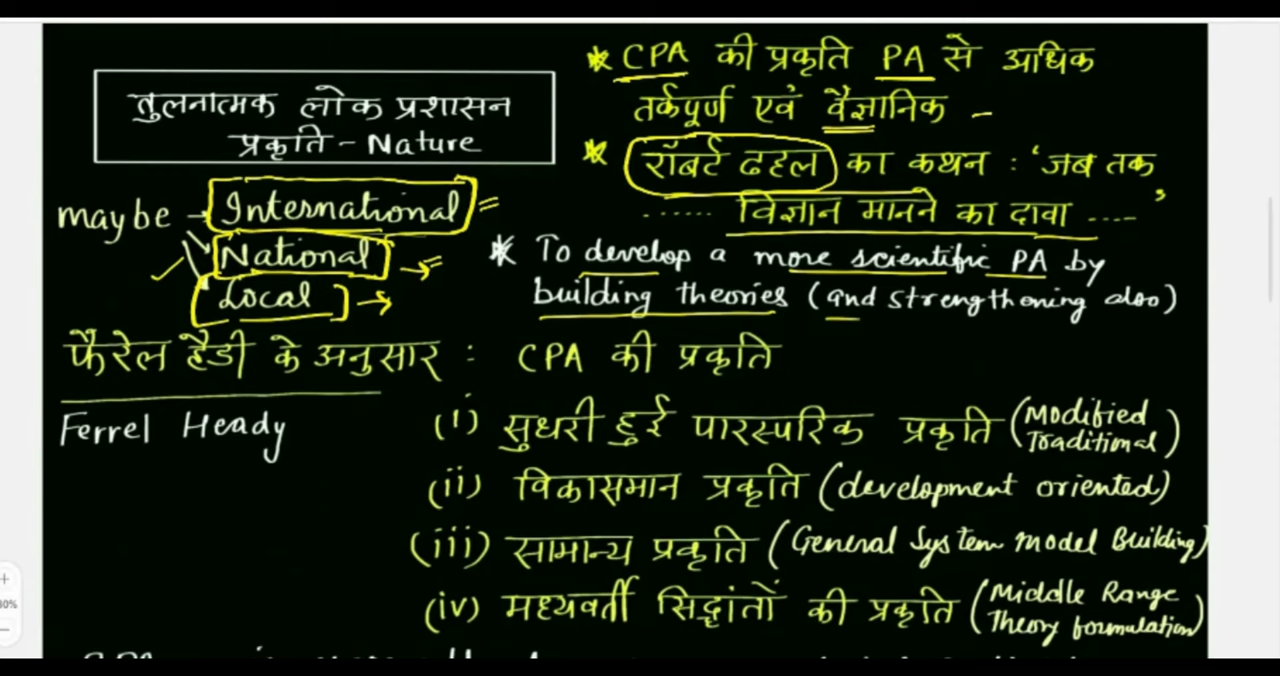 तुलनात्मक लोक प्रशासन
प्रकृति - Nature
maybe
International
National
Local
* CPA की प्रकृति PA से अधिक
तर्कपूर्ण एवं वैज्ञानिक -
* रॉबर्ट ढहल का कथन : 'जब तक
...... विज्ञान मानने का दावा ....'
* To develop a more scientific PA by
building theories (and strengthening also)
फैरेल हैडी के अनुसार : CPA की प्रकृति
Ferrel Heady
(i) सुधरी हुई पारस्परिक प्रकृति (Modified Traditional)
(ii) विकासमान प्रकृति (development oriented)
(iii) सामान्य प्रकृति (General System Model Building)
(iv) मध्यवर्ती सिद्धांतों की प्रकृति (Middle Range Theory formulation)